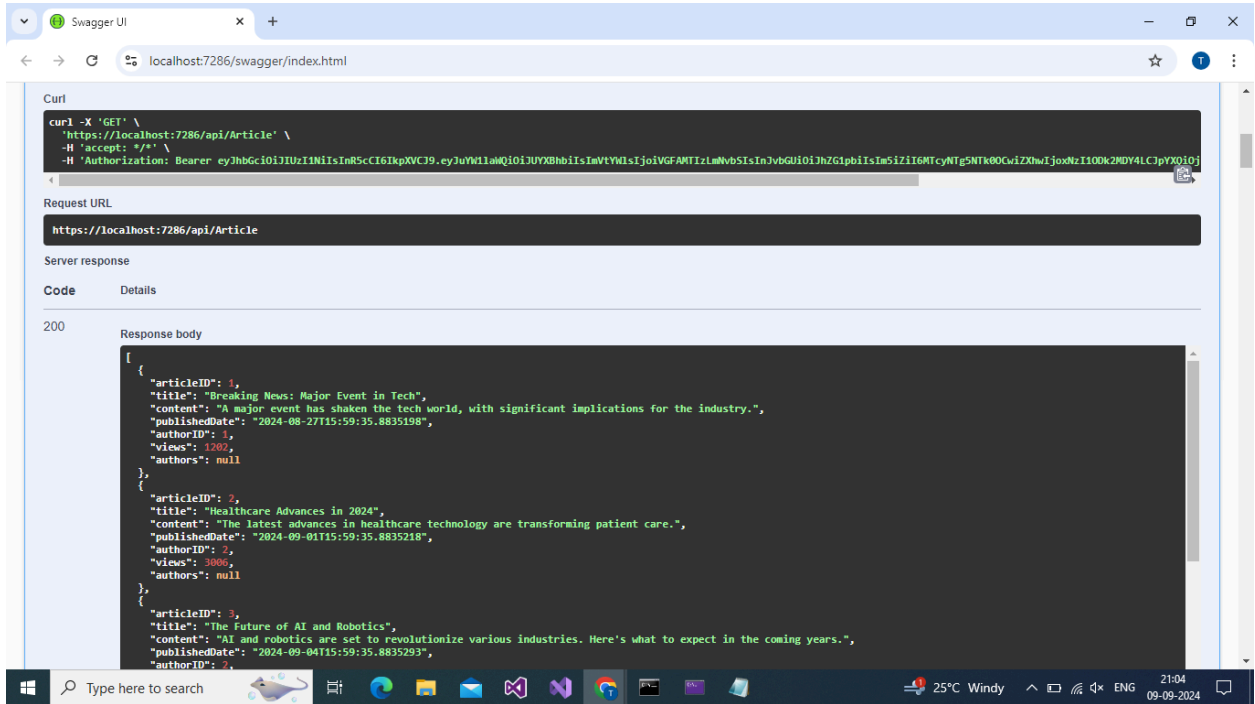 Swagger UI
localhost:7286/swagger/index.html
T
Curl
curl -X 'GET' \
'https://localhost:7286/api/Article' \
-H 'accept: */*' \
-H 'Authorization: Bearer
Request URL
https://localhost:7286/api/Article
Server response
Code Details
200
Response body
[
{
"articleID": 1,
"title": "Breaking News: Major Event in Tech",
"content": "A major event has shaken the tech world, with significant implications for the industry.",
"publishedDate": "2024-08-27T15:59:35.8835198",
"authorID": 1,
"views": 1202,
"authors": null
},
{
"articleID": 2,
"title": "Healthcare Advances in 2024",
"content": "The latest advances in healthcare technology are transforming patient care.",
"publishedDate": "2024-09-01T15:59:35.8835218",
"authorID": 2,
"views": 3006,
"authors": null
},
{
"articleID": 3,
"title": "The Future of AI and Robotics",
"content": "AI and robotics are set to revolutionize various industries. Here's what to expect in the coming years.",
"publishedDate": "2024-09-04T15:59:35.8835293",
"authorID": 2,
Type here to search
25°C Windy
ENG
21:04
09-09-2024